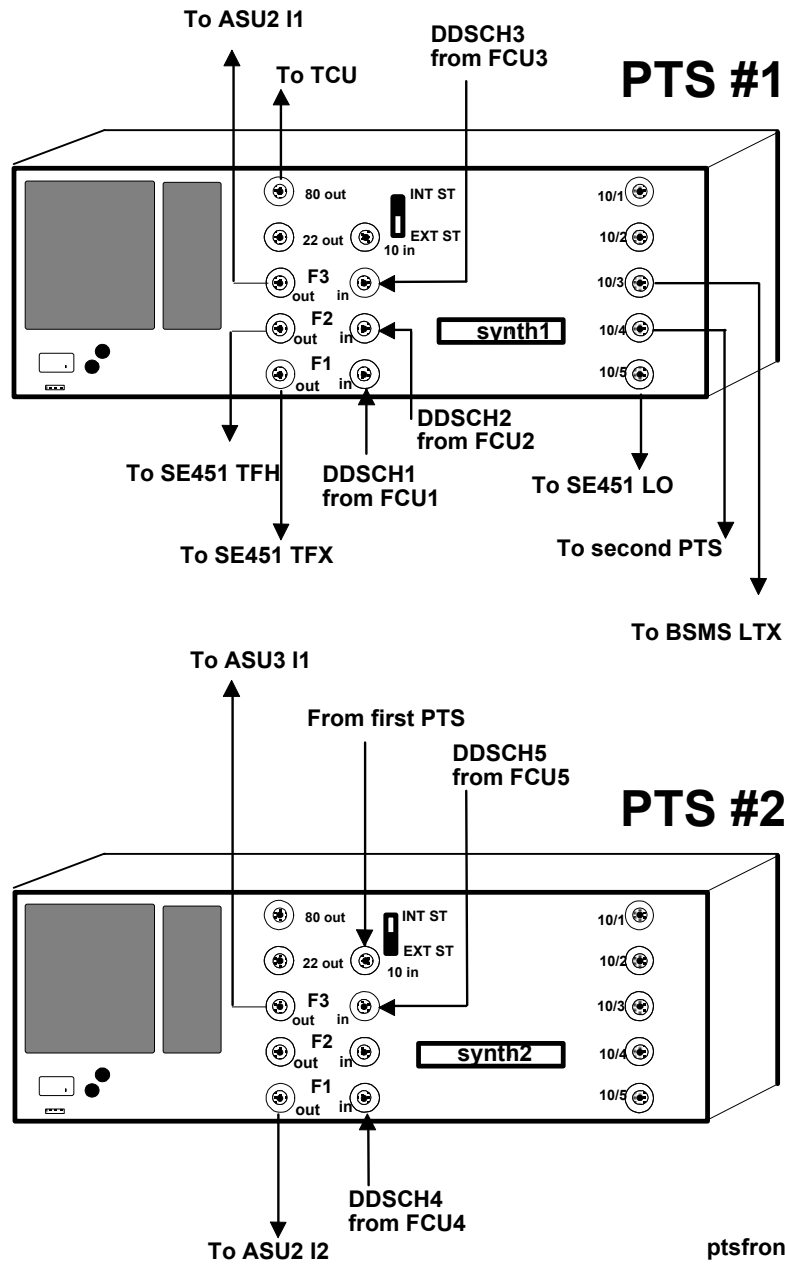 To ASU2 I1
DDSCH3
from FCU3
To TCU
PTS #1
80 out
INT ST
10/1
22 out
EXT ST
10 in
10/2
F3
out
in
10/3
F2
out
in
synth1
10/4
F1
out
in
10/5
DDSCH2
from FCU2
To SE451 TFH
DDSCH1
from FCU1
To SE451 LO
To SE451 TFX
To second PTS
To BSMS LTX
To ASU3 I1
From first PTS
DDSCH5
from FCU5
PTS #2
80 out
INT ST
10/1
22 out
EXT ST
10 in
10/2
F3
out
in
10/3
F2
out
in
synth2
10/4
F1
out
in
10/5
DDSCH4
from FCU4
To ASU2 I2
ptsfron